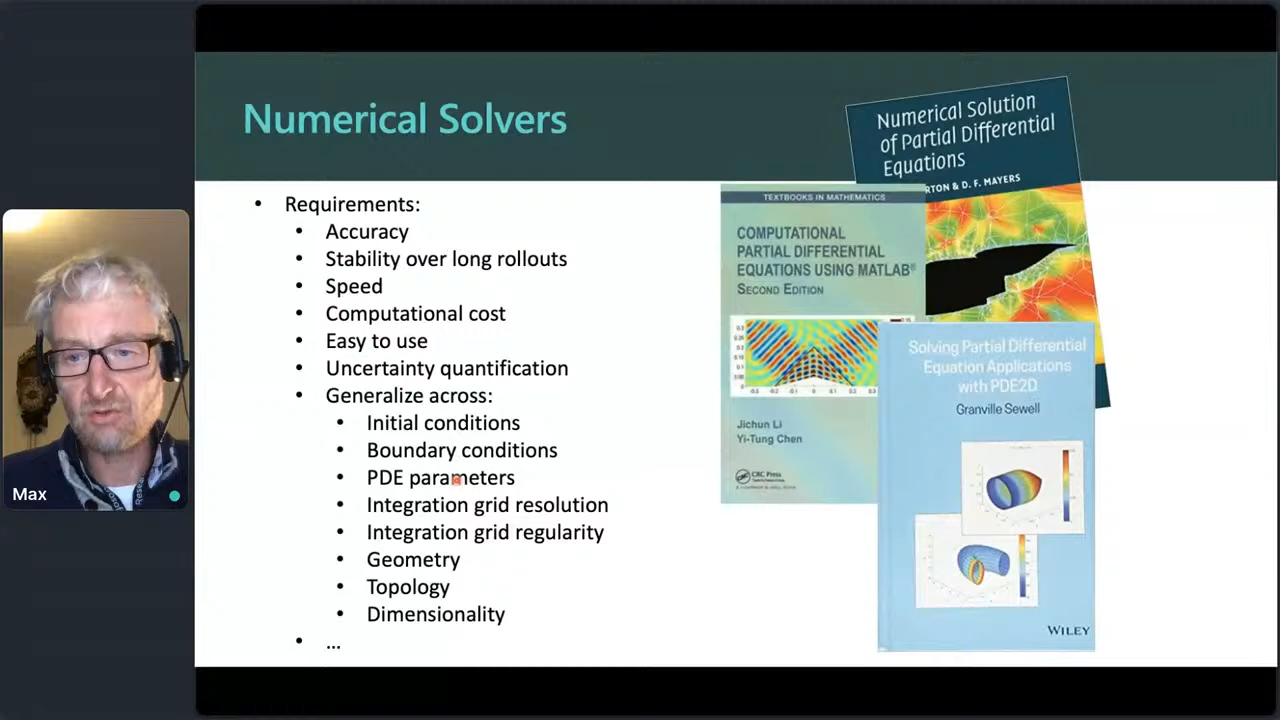 Numerical Solvers
• Requirements:
• Accuracy
• Stability over long rollouts
• Speed
• Computational cost
• Easy to use
• Uncertainty quantification
• Generalize across:
• Initial conditions
• Boundary conditions
• PDE parameters
• Integration grid resolution
• Integration grid regularity
• Geometry
• Topology
• Dimensionality
• ...
Numerical Solution
of Partial Differential
Equations
RTON & D. F. MAYERS
TEXTBOOKS IN MATHEMATICS
COMPUTATIONAL
PARTIAL DIFFERENTIAL
EQUATIONS USING MATLAB®
SECOND EDITION
Jichun Li
Yi-Tung Chen
CRC Press
Solving Partial Differential
Equation Applications
with PDE2D
Granville Sewell
WILEY
Max